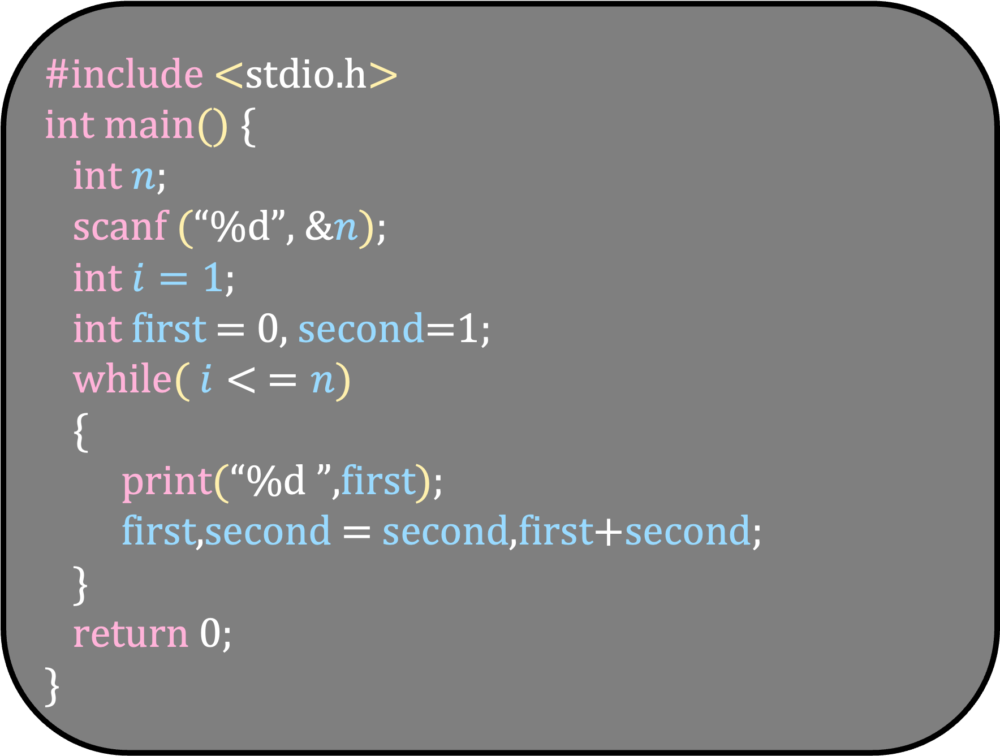 #include <stdio.h>
int main() {
int n;
scanf (“%d”, &n);
int i = 1;
int first = 0, second=1;
while( i < = n)
{
print(“%d ”,first);
first,second = second,first+second;
}
return 0;
}